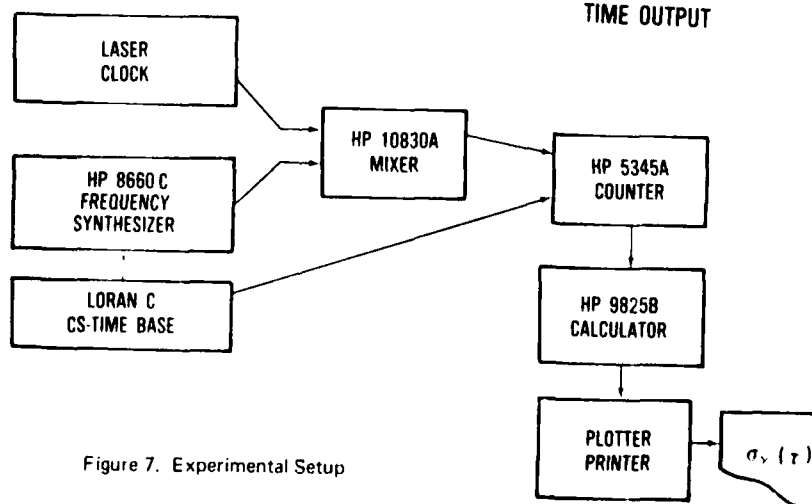 TIME OUTPUT
LASER
CLOCK
HP 10830A
MIXER
HP 8660C
FREQUENCY
SYNTHESIZER
HP 5345A
COUNTER
LORAN C
CS-TIME BASE
HP 9825B
CALCULATOR
PLOTTER
PRINTER
σy (τ)
Figure 7. Experimental Setup